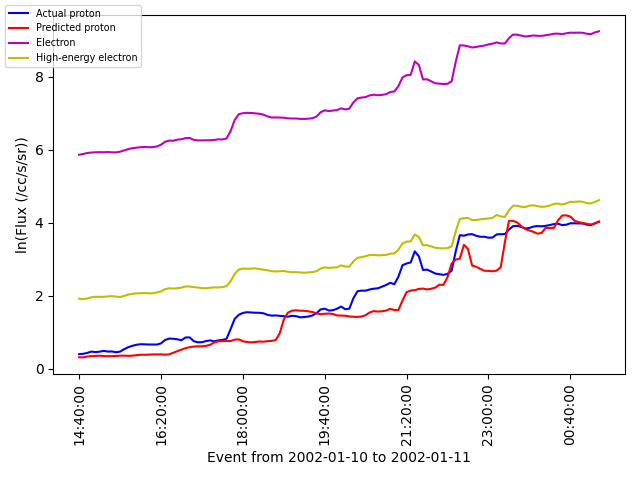 Actual proton
Predicted proton
Electron
High-energy electron
ln(Flux (/cc/s/sr))
8
6
4
2
0
14:40:00
16:20:00
18:00:00
19:40:00
21:20:00
23:00:00
00:40:00
Event from 2002-01-10 to 2002-01-11